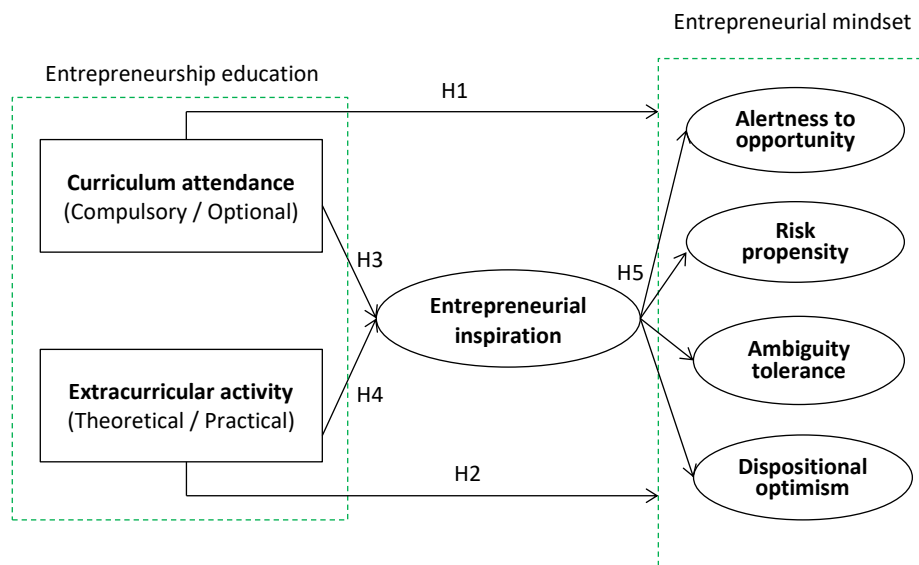 Entrepreneurial mindset
Entrepreneurship education
H1
Alertness to
opportunity
Curriculum attendance
(Compulsory / Optional)
Risk
propensity
H3
H5
Entrepreneurial
inspiration
Ambiguity
tolerance
Extracurricular activity
(Theoretical / Practical)
H4
H2
Dispositional
optimism